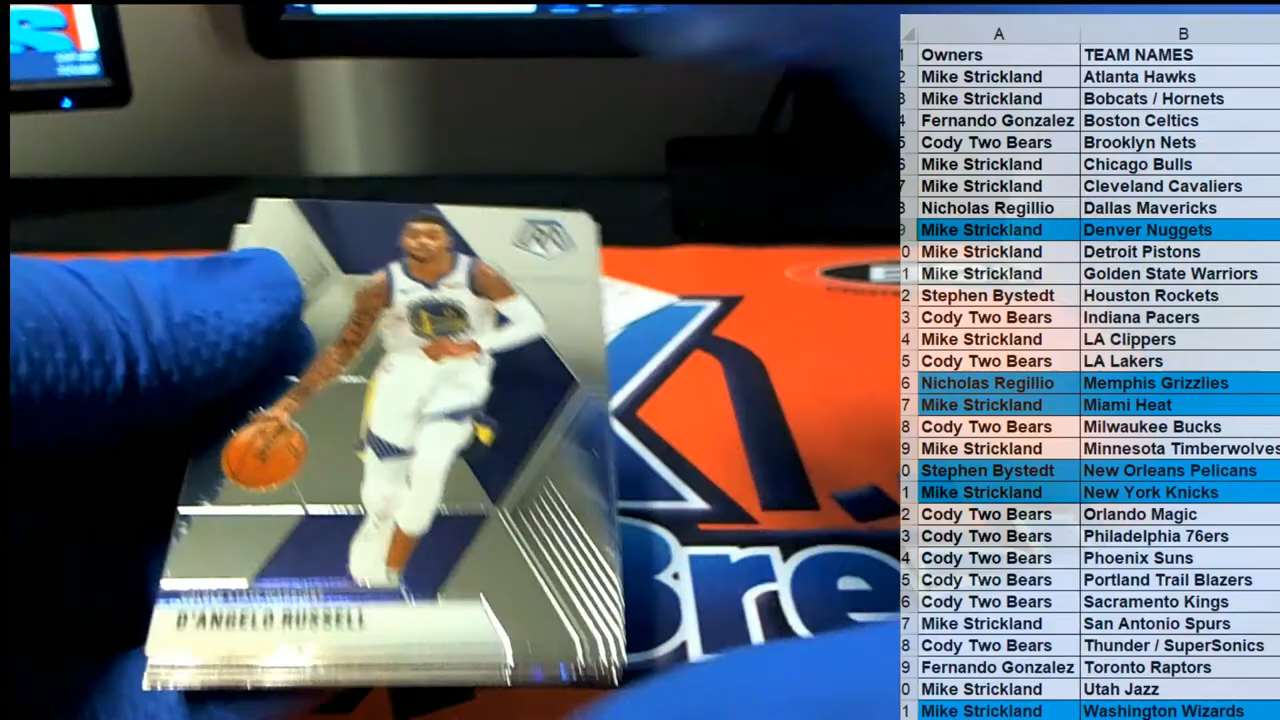 A B
1 Owners TEAM NAMES
2 Mike Strickland Atlanta Hawks
3 Mike Strickland Bobcats / Hornets
4 Fernando Gonzalez Boston Celtics
5 Cody Two Bears Brooklyn Nets
6 Mike Strickland Chicago Bulls
7 Mike Strickland Cleveland Cavaliers
8 Nicholas Regillio Dallas Mavericks
9 Mike Strickland Denver Nuggets
0 Mike Strickland Detroit Pistons
1 Mike Strickland Golden State Warriors
2 Stephen Bystedt Houston Rockets
3 Cody Two Bears Indiana Pacers
4 Mike Strickland LA Clippers
5 Cody Two Bears LA Lakers
6 Nicholas Regillio Memphis Grizzlies
7 Mike Strickland Miami Heat
8 Cody Two Bears Milwaukee Bucks
9 Mike Strickland Minnesota Timberwolves
0 Stephen Bystedt New Orleans Pelicans
1 Mike Strickland New York Knicks
2 Cody Two Bears Orlando Magic
3 Cody Two Bears Philadelphia 76ers
4 Cody Two Bears Phoenix Suns
5 Cody Two Bears Portland Trail Blazers
6 Cody Two Bears Sacramento Kings
7 Mike Strickland San Antonio Spurs
8 Cody Two Bears Thunder / SuperSonics
9 Fernando Gonzalez Toronto Raptors
0 Mike Strickland Utah Jazz
1 Mike Strickland Washington Wizards
D'ANGELO RUSSELL
Bre